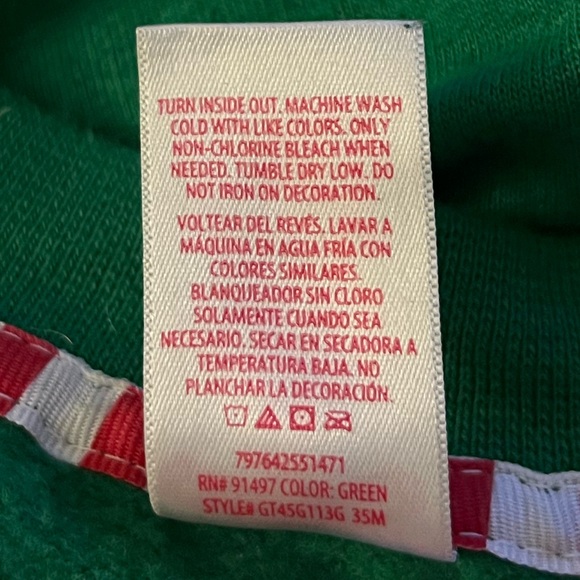 TURN INSIDE OUT. MACHINE WASH
COLD WITH LIKE COLORS. ONLY
NON-CHLORINE BLEACH WHEN
NEEDED. TUMBLE DRY LOW. DO
NOT IRON ON DECORATION.
VOLTEAR DEL REVÉS. LAVAR A
MÁQUINA EN AGUA FRÍA CON
COLORES SIMILARES.
BLANQUEADOR SIN CLORO
SOLAMENTE CUANDO SEA
NECESARIO. SECAR EN SECADORA A
TEMPERATURA BAJA. NO
PLANCHAR LA DECORACIÓN.
797642551471
RN# 91497 COLOR: GREEN
STYLE# GT45G113G 35M